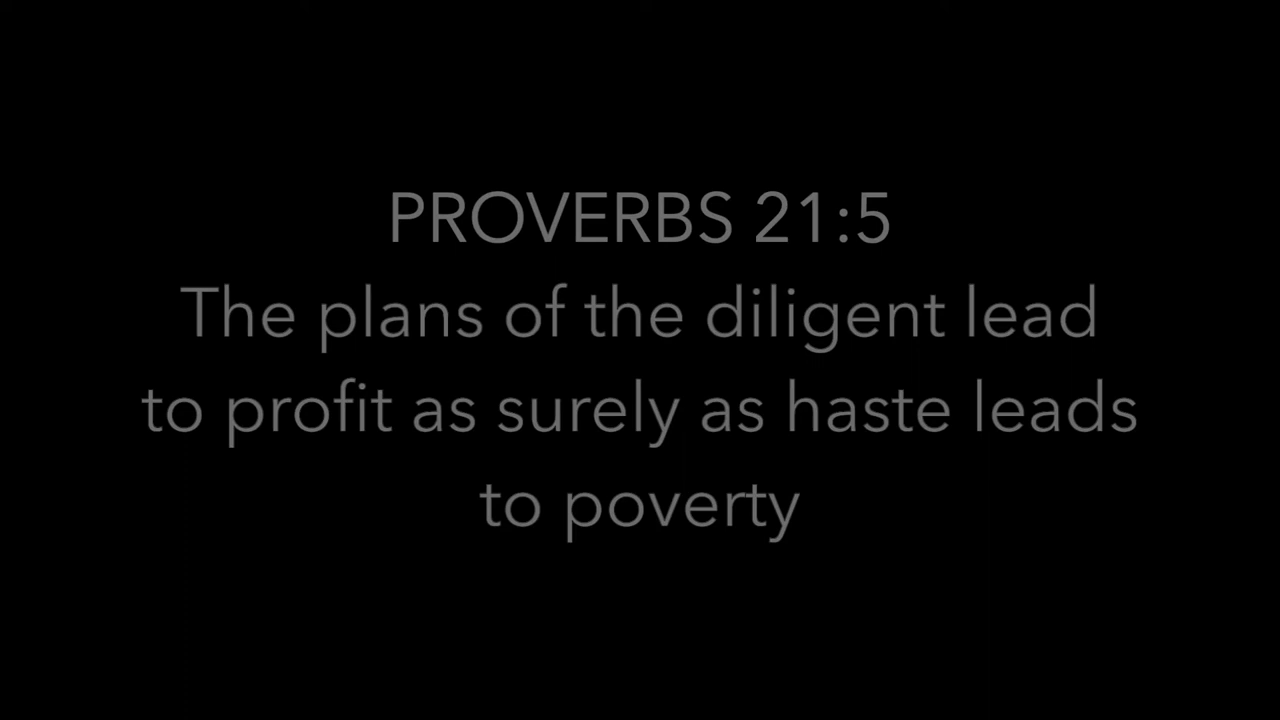 PROVERBS 21:5
The plans of the diligent lead
to profit as surely as haste leads
to poverty